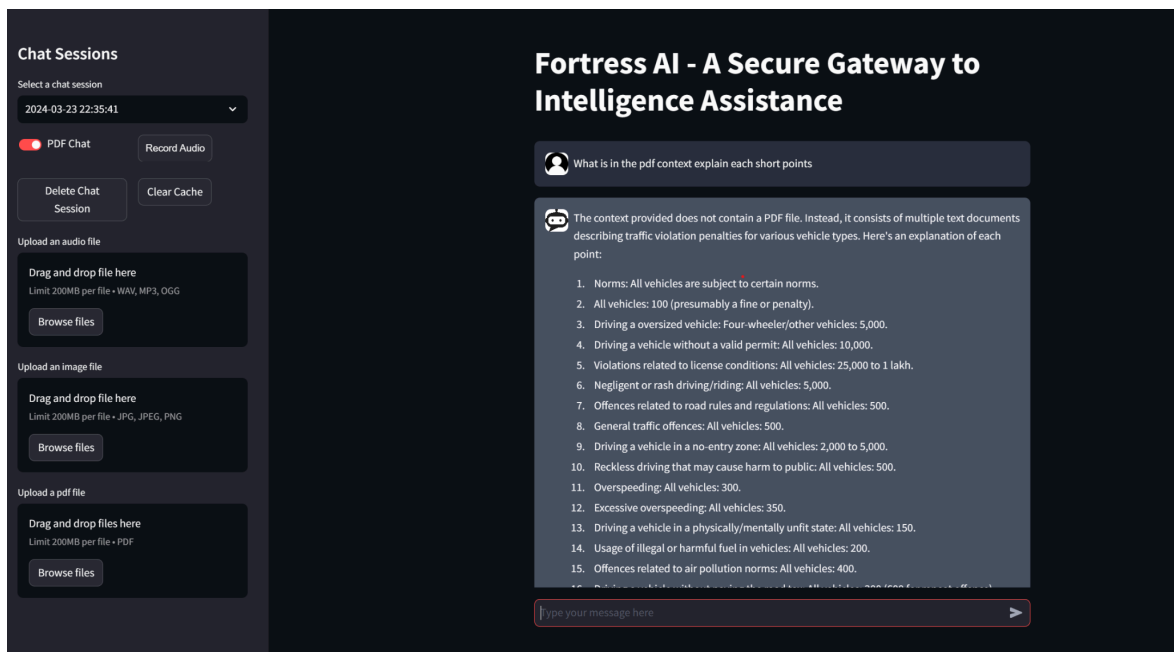 Chat Sessions
Select a chat session
2024-03-23 22:35:41
PDF Chat
Record Audio
Delete Chat
Session
Clear Cache
Upload an audio file
Drag and drop file here
Limit 200MB per file • WAV, MP3, OGG
Browse files
Upload an image file
Drag and drop file here
Limit 200MB per file • JPG, JPEG, PNG
Browse files
Upload a pdf file
Drag and drop files here
Limit 200MB per file • PDF
Browse files
Fortress AI - A Secure Gateway to
Intelligence Assistance
What is in the pdf context explain each short points
The context provided does not contain a PDF file. Instead, it consists of multiple text documents
describing traffic violation penalties for various vehicle types. Here's an explanation of each
point:
1. Norms: All vehicles are subject to certain norms.
2. All vehicles: 100 (presumably a fine or penalty).
3. Driving a oversized vehicle: Four-wheeler/other vehicles: 5,000.
4. Driving a vehicle without a valid permit: All vehicles: 10,000.
5. Violations related to license conditions: All vehicles: 25,000 to 1 lakh.
6. Negligent or rash driving/riding: All vehicles: 5,000.
7. Offences related to road rules and regulations: All vehicles: 500.
8. General traffic offences: All vehicles: 500.
9. Driving a vehicle in a no-entry zone: All vehicles: 2,000 to 5,000.
10. Reckless driving that may cause harm to public: All vehicles: 500.
11. Overspeeding: All vehicles: 300.
12. Excessive overspeeding: All vehicles: 350.
13. Driving a vehicle in a physically/mentally unfit state: All vehicles: 150.
14. Usage of illegal or harmful fuel in vehicles: All vehicles: 200.
15. Offences related to air pollution norms: All vehicles: 400.
Type your message here